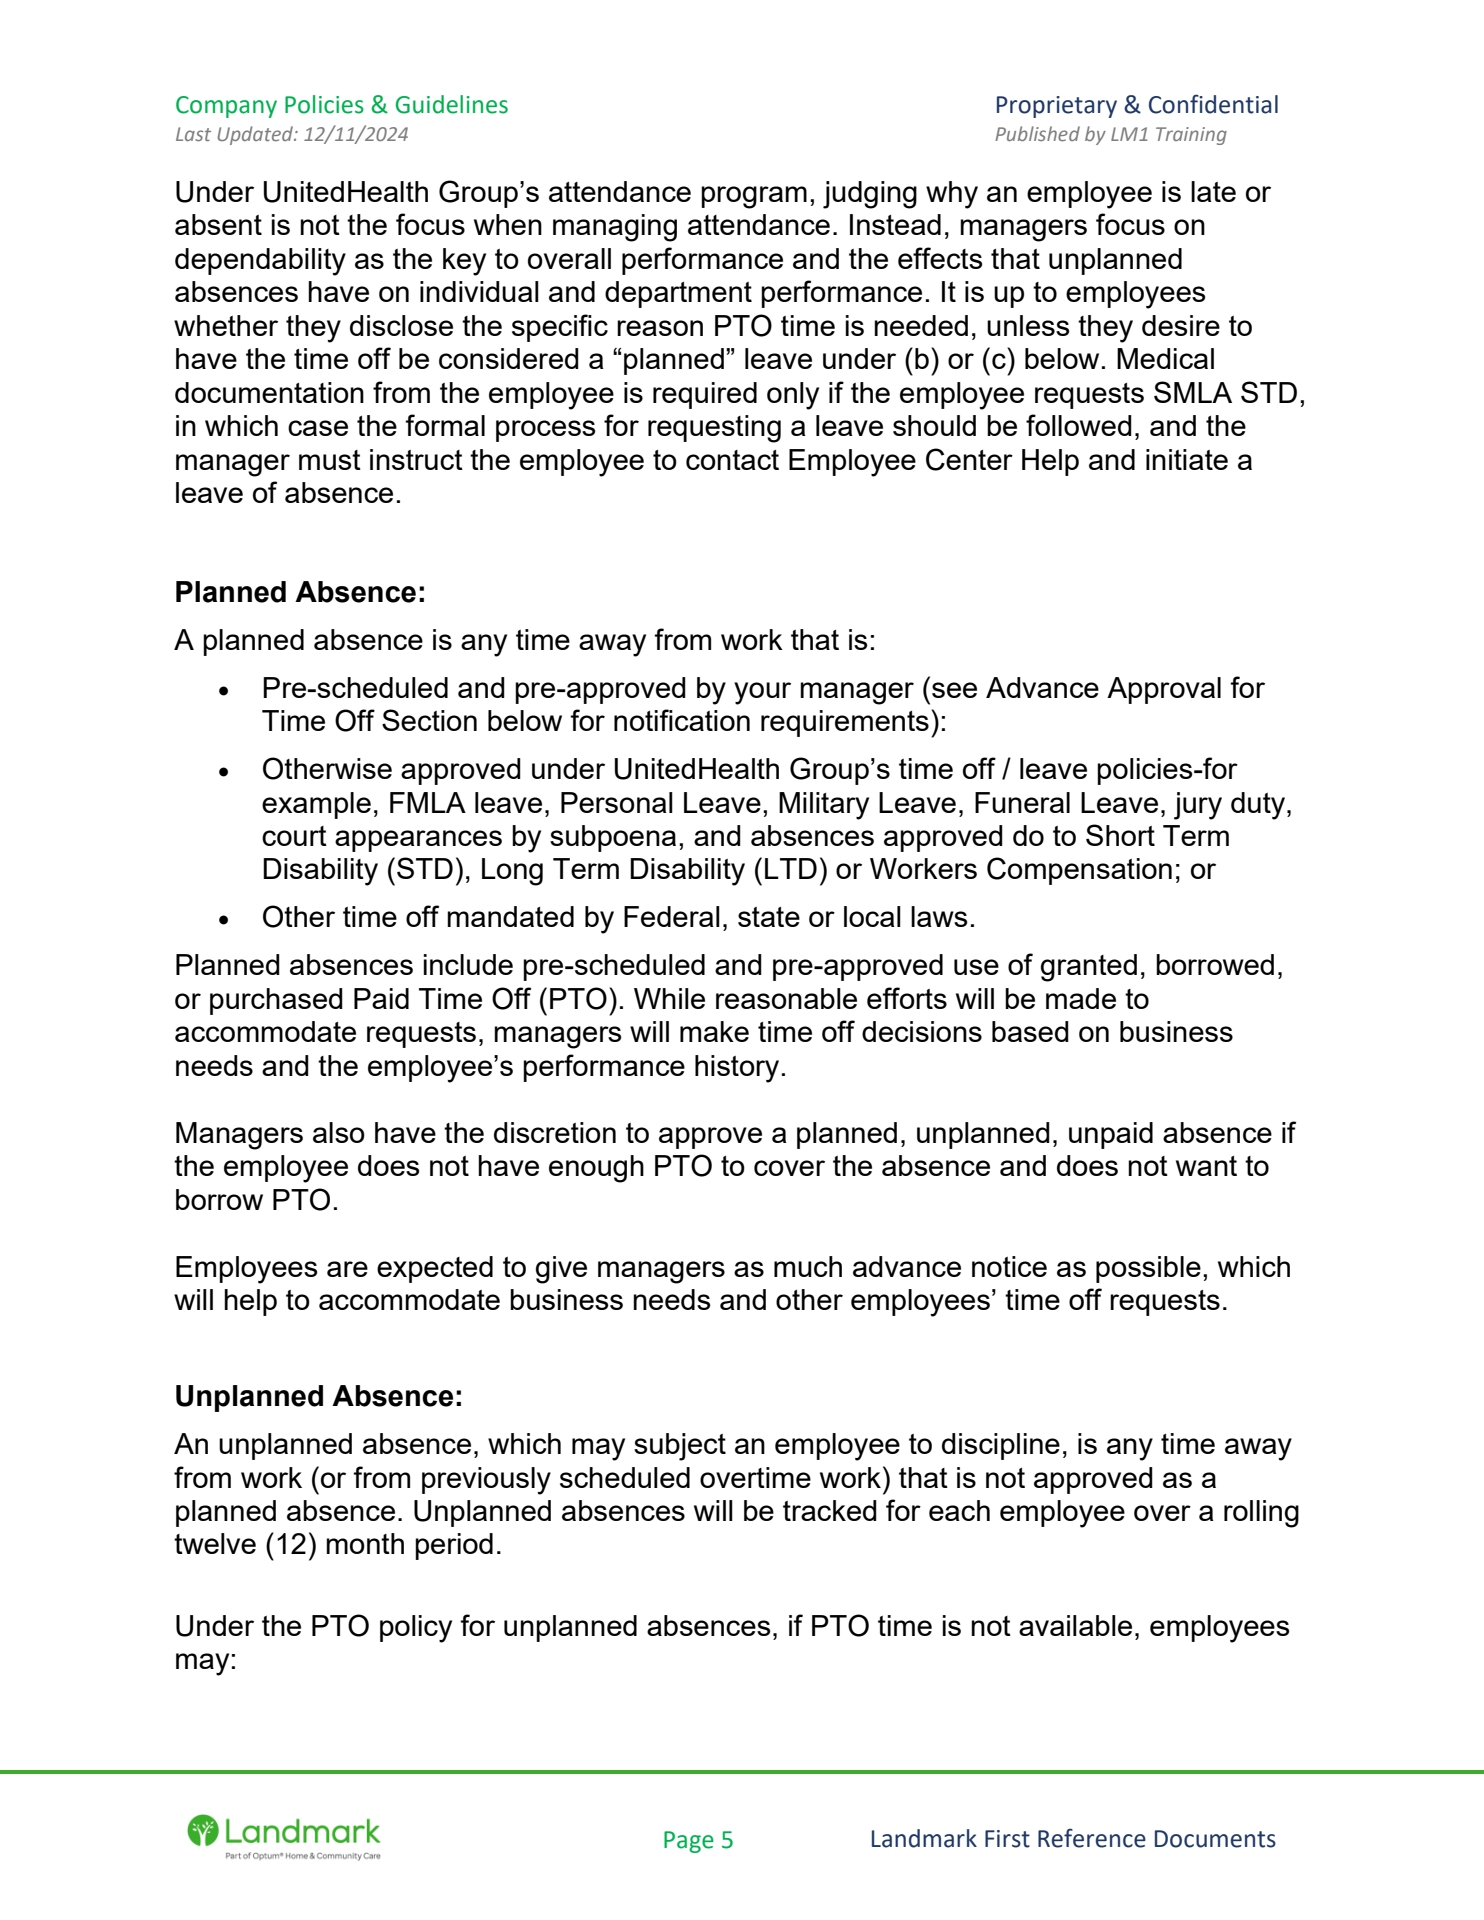 Company Policies & Guidelines
Proprietary & Confidential
Last Updated: 12/11/2024
Published by LM1 Training
Under UnitedHealth Group’s attendance program, judging why an employee is late or
absent is not the focus when managing attendance. Instead, managers focus on
dependability as the key to overall performance and the effects that unplanned
absences have on individual and department performance. It is up to employees
whether they disclose the specific reason PTO time is needed, unless they desire to
have the time off be considered a “planned” leave under (b) or (c) below. Medical
documentation from the employee is required only if the employee requests SMLA STD,
in which case the formal process for requesting a leave should be followed, and the
manager must instruct the employee to contact Employee Center Help and initiate a
leave of absence.
Planned Absence:
A planned absence is any time away from work that is:
• Pre-scheduled and pre-approved by your manager (see Advance Approval for
Time Off Section below for notification requirements):
• Otherwise approved under UnitedHealth Group’s time off / leave policies-for
example, FMLA leave, Personal Leave, Military Leave, Funeral Leave, jury duty,
court appearances by subpoena, and absences approved do to Short Term
Disability (STD), Long Term Disability (LTD) or Workers Compensation; or
• Other time off mandated by Federal, state or local laws.
Planned absences include pre-scheduled and pre-approved use of granted, borrowed,
or purchased Paid Time Off (PTO). While reasonable efforts will be made to
accommodate requests, managers will make time off decisions based on business
needs and the employee’s performance history.
Managers also have the discretion to approve a planned, unplanned, unpaid absence if
the employee does not have enough PTO to cover the absence and does not want to
borrow PTO.
Employees are expected to give managers as much advance notice as possible, which
will help to accommodate business needs and other employees’ time off requests.
Unplanned Absence:
An unplanned absence, which may subject an employee to discipline, is any time away
from work (or from previously scheduled overtime work) that is not approved as a
planned absence. Unplanned absences will be tracked for each employee over a rolling
twelve (12) month period.
Under the PTO policy for unplanned absences, if PTO time is not available, employees
may:
Landmark
Part of Optum® Home & Community Care
Page 5
Landmark First Reference Documents